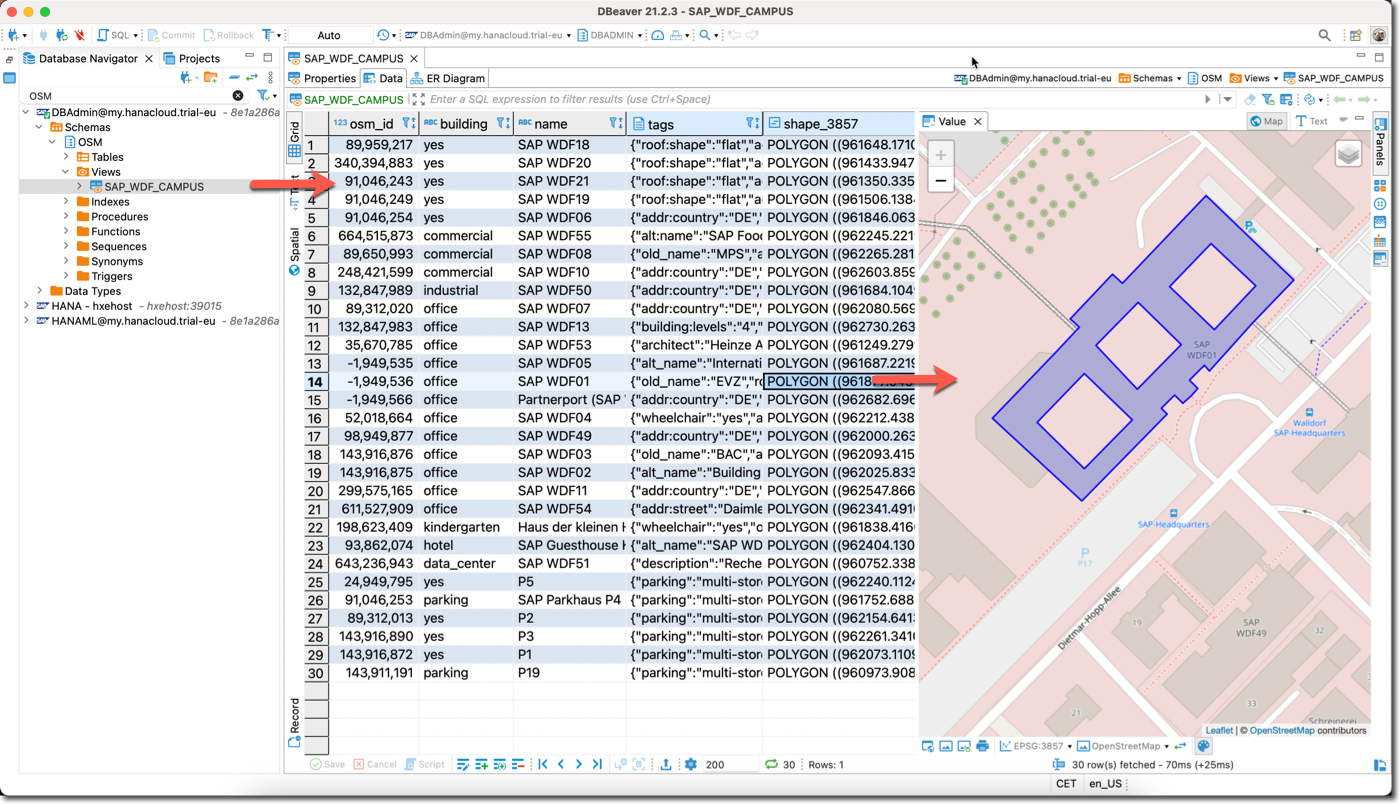 DBeaver 21.2.3 - SAP_WDF_CAMPUS
SQL Commit Rollback T Auto DBAdmin@my.hanacloud.trial-eu DBADMIN
Database Navigator Projects
OSM
DBAdmin@my.hanacloud.trial-eu - 8e1a286a
Schemas
OSM
Tables
Views
SAP_WDF_CAMPUS
Indexes
Procedures
Functions
Sequences
Synonyms
Triggers
Data Types
HANA - hxehost - hxehost:39015
HANAML@my.hanacloud.trial-eu - 8e1a286a
SAP_WDF_CAMPUS
Properties Data ER Diagram
DBAdmin@my.hanacloud.trial-eu Schemas OSM Views SAP_WDF_CAMPUS
SAP_WDF_CAMPUS Enter a SQL expression to filter results (use Ctrl+Space)
Grid
Spatial
Record
123 osm_id ABC building ABC name tags shape_3857
1 89,959,217 yes SAP WDF18 {"roof:shape":"flat","a POLYGON ((961648.1710
2 340,394,883 yes SAP WDF20 {"roof:shape":"flat","a POLYGON ((961433.947
3 91,046,243 yes SAP WDF21 {"roof:shape":"flat","a POLYGON ((961350.335
4 91,046,249 yes SAP WDF19 {"roof:shape":"flat","a POLYGON ((961506.1384
5 91,046,254 yes SAP WDF06 {"addr:country":"DE",' POLYGON ((961846.063
6 664,515,873 commercial SAP WDF55 {"alt:name":"SAP Food POLYGON ((962245.221
7 89,650,993 commercial SAP WDF08 {"old_name":"MPS","a POLYGON ((962265.281
8 248,421,599 commercial SAP WDF10 {"addr:country":"DE",' POLYGON ((962603.859
9 132,847,989 industrial SAP WDF50 {"addr:country":"DE",' POLYGON ((961684.1049
10 89,312,020 office SAP WDF07 {"addr:country":"DE",' POLYGON ((962080.569
11 132,847,983 office SAP WDF13 {"building:levels":"4",' POLYGON ((962730.263
12 35,670,785 office SAP WDF53 {"architect":"Heinze A POLYGON ((961249.279
13 -1,949,535 office SAP WDF05 {"alt_name":"Internati POLYGON ((961687.2219
14 -1,949,536 office SAP WDF01 {"old_name":"EVZ","ro POLYGON ((9618
15 -1,949,566 office Partnerport (SAP {"addr:country":"DE",' POLYGON ((962682.696
16 52,018,664 office SAP WDF04 {"wheelchair":"yes","a POLYGON ((962212.438
17 98,949,877 office SAP WDF49 {"addr:country":"DE",' POLYGON ((962000.263
18 143,916,876 office SAP WDF03 {"old_name":"BAC","a POLYGON ((962093.415
19 143,916,875 office SAP WDF02 {"alt_name":"Building POLYGON ((962025.833
20 299,575,165 office SAP WDF11 {"addr:country":"DE",' POLYGON ((962547.866
21 611,527,909 office SAP WDF54 {"addr:street":"Daimle POLYGON ((962341.491
22 198,623,409 kindergarten Haus der kleinen {"wheelchair":"yes","o POLYGON ((961838.416
23 93,862,074 hotel SAP Guesthouse {"alt_name":"SAP WD POLYGON ((962404.130
24 643,236,943 data_center SAP WDF51 {"description":"Reche POLYGON ((960752.338
25 24,949,795 yes P5 {"parking":"multi-store POLYGON ((962240.1124
26 91,046,253 parking SAP Parkhaus P4 {"parking":"multi-store POLYGON ((961752.688
27 89,312,013 yes P2 {"parking":"multi-store POLYGON ((962154.641
28 143,916,890 yes P3 {"parking":"multi-store POLYGON ((962261.341
29 143,916,872 yes P1 {"parking":"multi-store POLYGON ((962073.1109
30 143,911,191 parking P19 {"parking":"multi-store POLYGON ((960973.908
Value Map Text
Panels
+
−
P
SAP
WDF01
Walldorf
SAP-Headquarters
SAP-Headquarters
P
P17
Dietmar-Hopp-Allee
19
SAP
WDF49
32
33
21
Schreinerei
Leaflet | © OpenStreetMap contributors
EPSG:3857 OpenStreetMap
Save Cancel Script 200 30 Rows: 1
30 row(s) fetched - 70ms (+25ms)
CET en_US